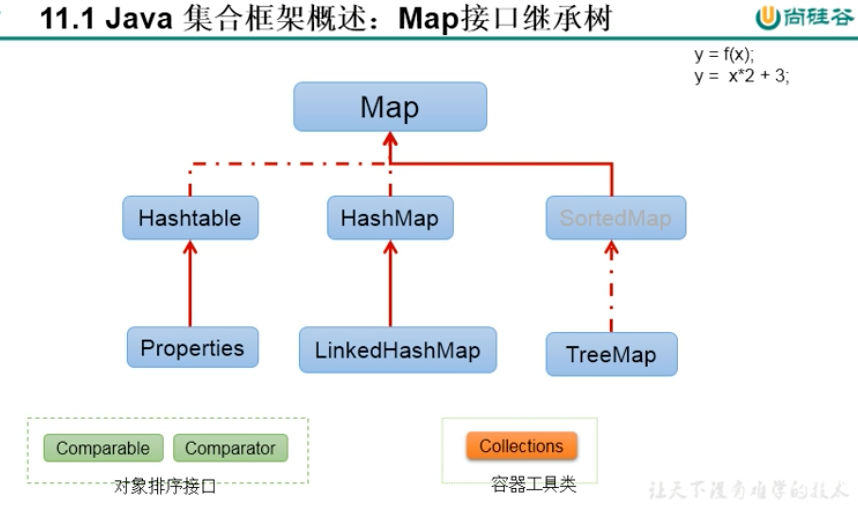 11.1 Java 集合框架概述：Map接口继承树
尚硅谷
y = f(x);
y = x*2 + 3;
Map
Hashtable
HashMap
SortedMap
Properties
LinkedHashMap
TreeMap
Comparable
Comparator
对象排序接口
Collections
容器工具类
让天下没有难学的技术